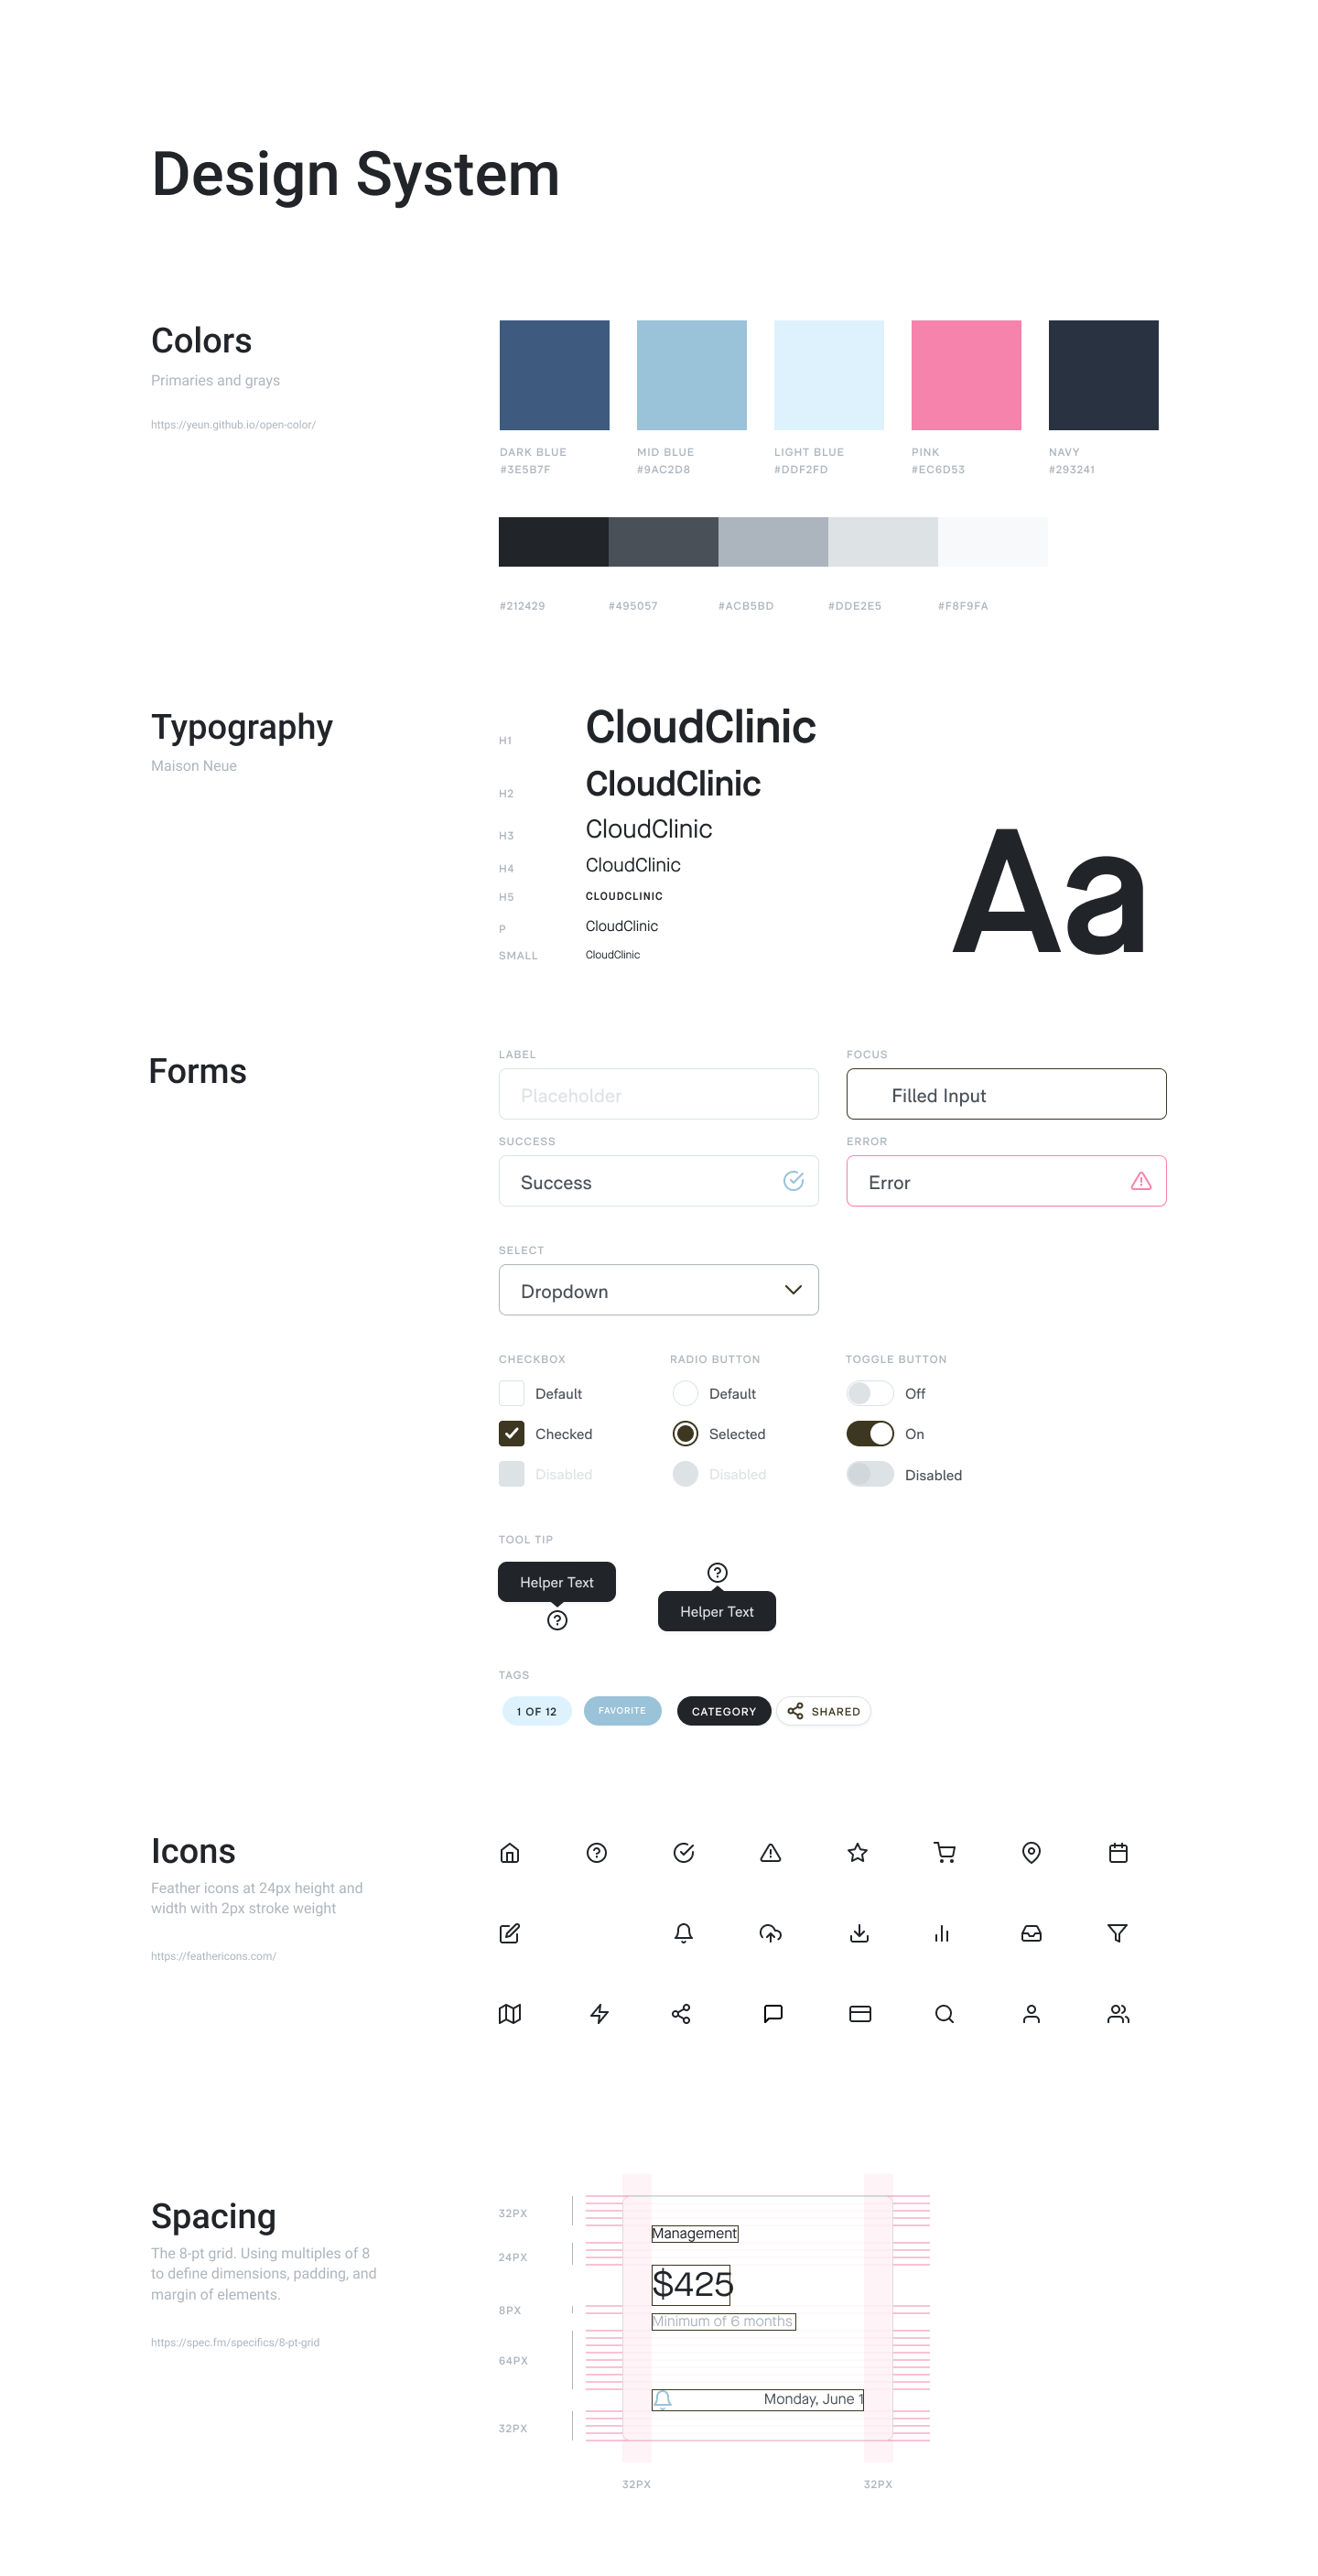 Design System
Colors
Primaries and grays
https://yeun.github.io/open-color/
DARK BLUE
#3E5B7F
MID BLUE
#9AC2D8
LIGHT BLUE
#DDF2FD
PINK
#EC6D53
NAVY
#293241
#212429
#495057
#ACB5BD
#DDE2E5
#F8F9FA
Typography
Maison Neue
H1
CloudClinic
H2
CloudClinic
H3
CloudClinic
H4
CloudClinic
H5
CLOUDCLINIC
P
CloudClinic
SMALL
CloudClinic
Aa
Forms
LABEL
Placeholder
FOCUS
Filled Input
SUCCESS
Success
ERROR
Error
SELECT
Dropdown
CHECKBOX
Default
Checked
Disabled
RADIO BUTTON
Default
Selected
Disabled
TOGGLE BUTTON
Off
On
Disabled
TOOL TIP
Helper Text
Helper Text
TAGS
1 OF 12
FAVORITE
CATEGORY
SHARED
Icons
Feather icons at 24px height and
width with 2px stroke weight
https://feathericons.com/
Spacing
The 8-pt grid. Using multiples of 8
to define dimensions, padding, and
margin of elements.
https://spec.fm/specifics/8-pt-grid
32PX
24PX
8PX
64PX
32PX
Management
$425
Minimum of 6 months
Monday, June 1
32PX
32PX